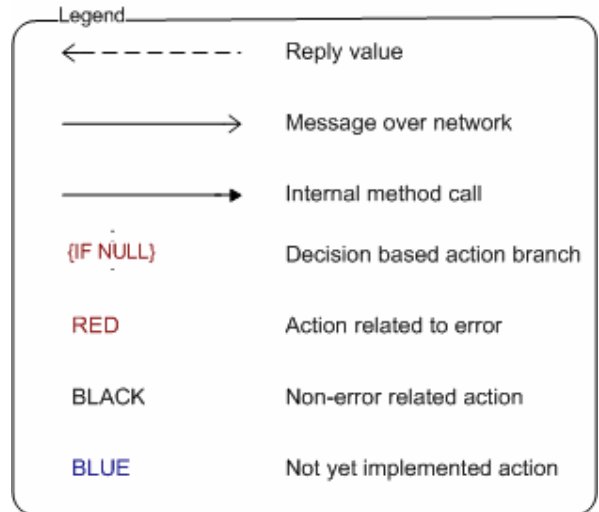 Legend
Reply value
Message over network
Internal method call
{IF NULL} Decision based action branch
RED Action related to error
BLACK Non-error related action
BLUE Not yet implemented action